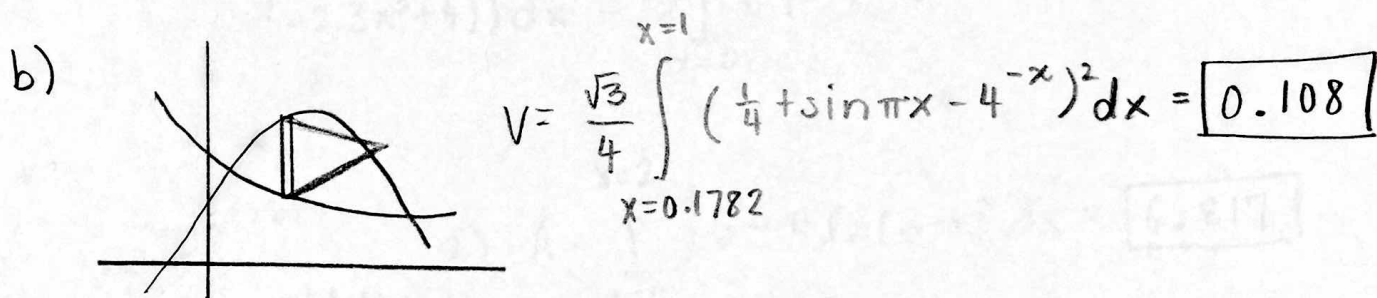 b)
x=1
V= √3/4 ∫ (1/4 + sin πx - 4^-x)² dx = 0.108
x=0.1782